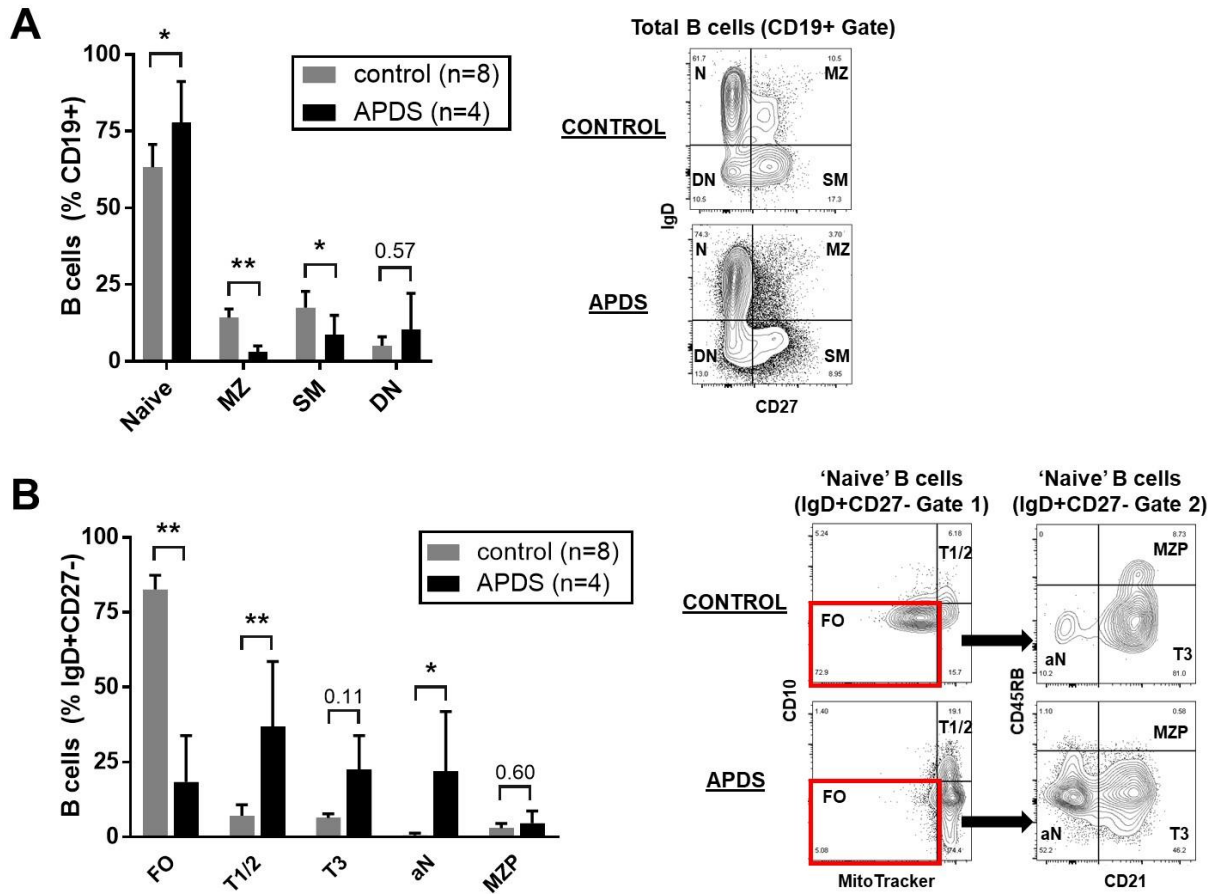 A
100
75
50
25
0
B cells (% CD19+)
*
**
*
0.57
control (n=8)
APDS (n=4)
Naive
MZ
SM
DN
Total B cells (CD19+ Gate)
CONTROL
61.7
10.5
N
MZ
DN
SM
10.5
17.3
IgD
APDS
74.3
3.70
N
MZ
DN
SM
13.0
8.95
CD27
B
100
75
50
25
0
B cells (% IgD+CD27-)
**
**
0.11
*
0.60
control (n=8)
APDS (n=4)
FO
T1/2
T3
aN
MZP
'Naive' B cells
(IgD+CD27- Gate 1)
'Naive' B cells
(IgD+CD27- Gate 2)
CONTROL
5.24
6.18
T1/2
FO
72.9
15.7
0
8.73
MZP
aN
T3
10.2
81.0
CD10
CD45RB
APDS
1.40
19.1
T1/2
FO
5.08
74.4
1.10
0.58
MZP
aN
T3
52.2
46.2
MitoTracker
CD21